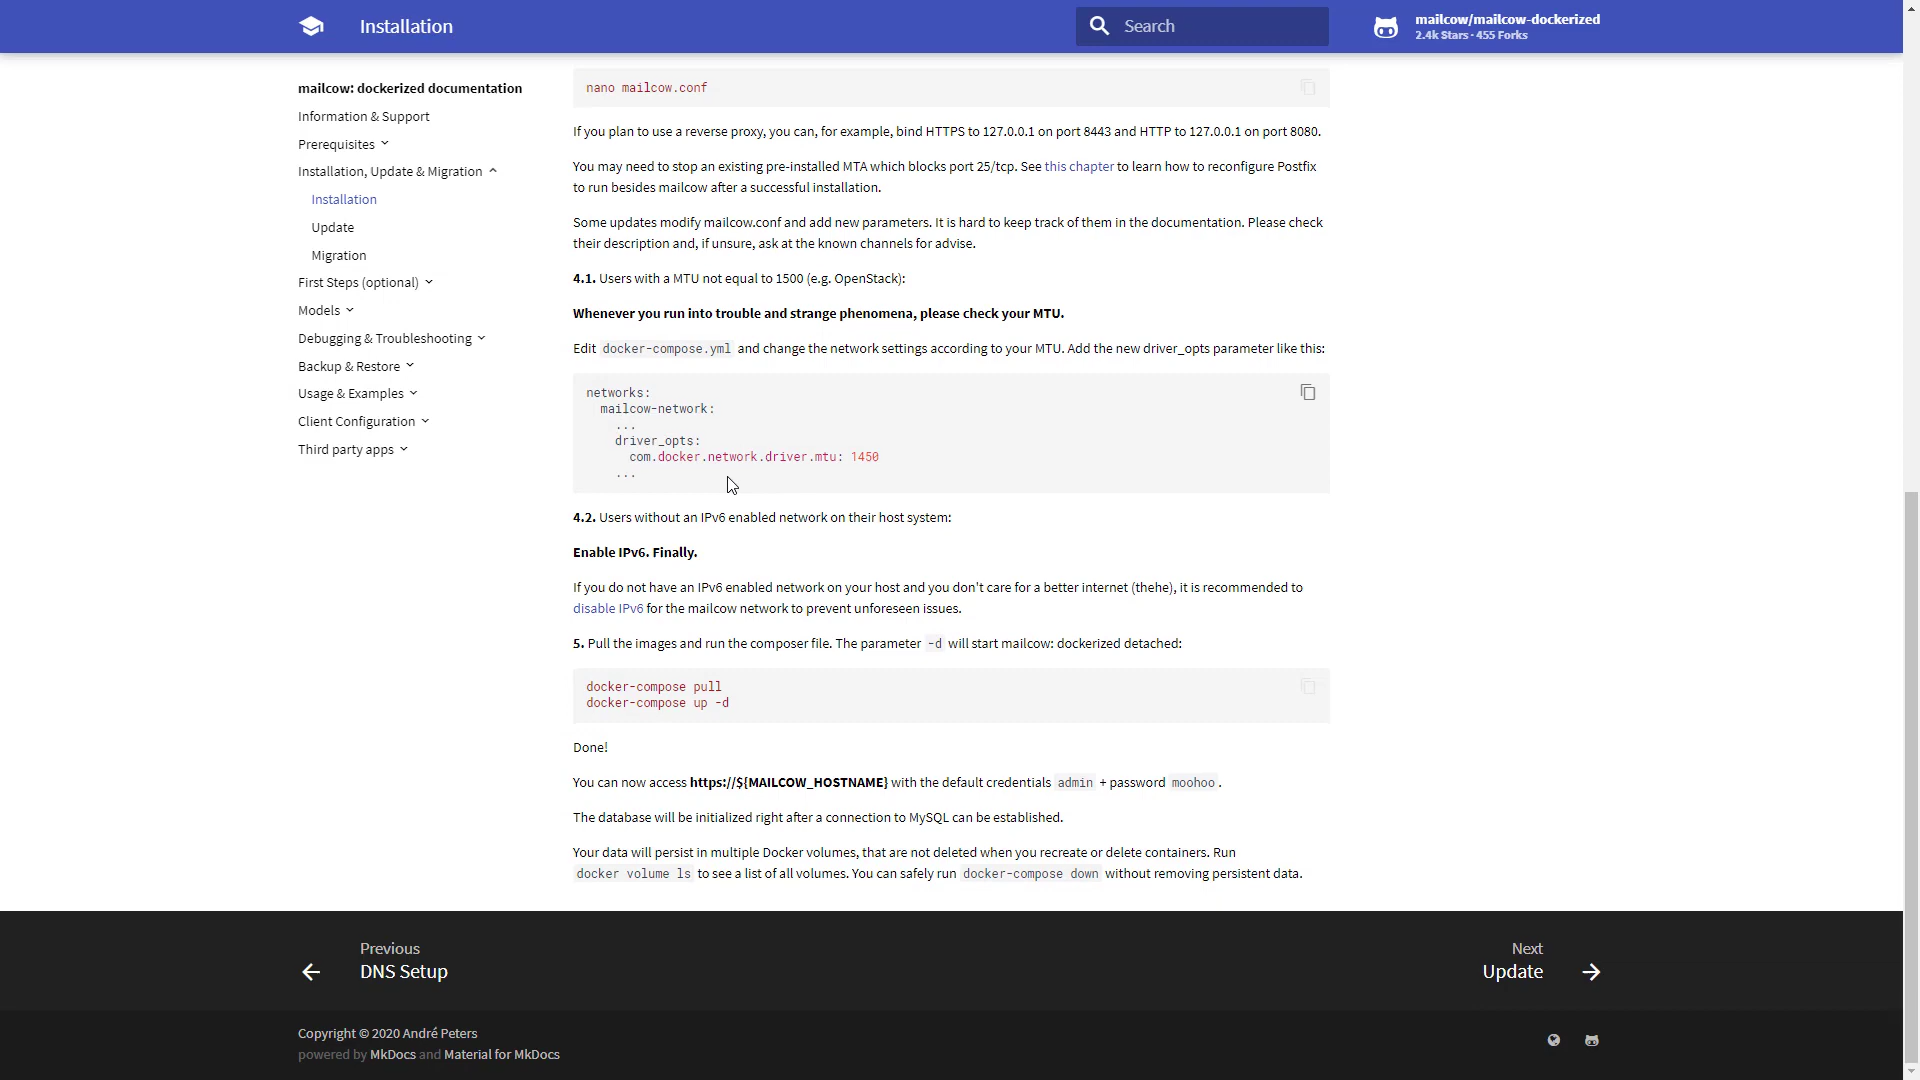 Installation
Search
mailcow/mailcow-dockerized
2.4k Stars · 455 Forks
mailcow: dockerized documentation
Information & Support
Prerequisites
Installation, Update & Migration
Installation
Update
Migration
First Steps (optional)
Models
Debugging & Troubleshooting
Backup & Restore
Usage & Examples
Client Configuration
Third party apps
nano mailcow.conf
If you plan to use a reverse proxy, you can, for example, bind HTTPS to 127.0.0.1 on port 8443 and HTTP to 127.0.0.1 on port 8080.
You may need to stop an existing pre-installed MTA which blocks port 25/tcp. See this chapter to learn how to reconfigure Postfix
to run besides mailcow after a successful installation.
Some updates modify mailcow.conf and add new parameters. It is hard to keep track of them in the documentation. Please check
their description and, if unsure, ask at the known channels for advise.
4.1. Users with a MTU not equal to 1500 (e.g. OpenStack):
Whenever you run into trouble and strange phenomena, please check your MTU.
Edit docker-compose.yml and change the network settings according to your MTU. Add the new driver_opts parameter like this:
networks:
  mailcow-network:
    ...
    driver_opts:
      com.docker.network.driver.mtu: 1450
    ...
4.2. Users without an IPv6 enabled network on their host system:
Enable IPv6. Finally.
If you do not have an IPv6 enabled network on your host and you don't care for a better internet (thehe), it is recommended to
disable IPv6 for the mailcow network to prevent unforeseen issues.
5. Pull the images and run the composer file. The parameter -d will start mailcow: dockerized detached:
docker-compose pull
docker-compose up -d
Done!
You can now access https://${MAILCOW_HOSTNAME} with the default credentials admin + password moohoo .
The database will be initialized right after a connection to MySQL can be established.
Your data will persist in multiple Docker volumes, that are not deleted when you recreate or delete containers. Run
docker volume ls to see a list of all volumes. You can safely run docker-compose down without removing persistent data.
Previous
DNS Setup
Next
Update
Copyright © 2020 André Peters
powered by MkDocs and Material for MkDocs